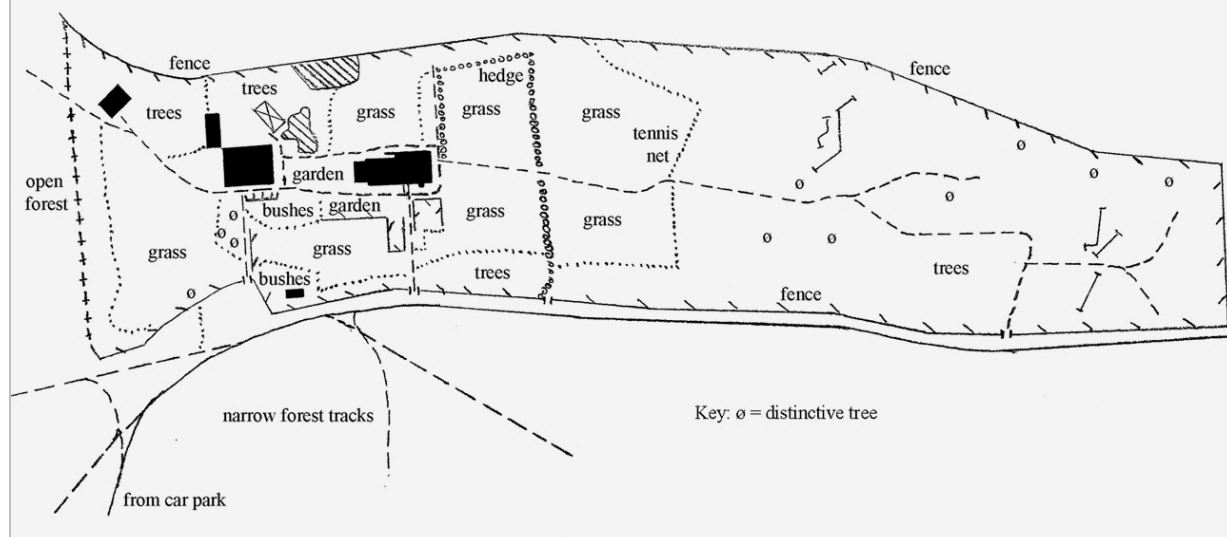 fence
hedge
fence
trees
trees
grass
grass
grass
tennis
net
open
forest
garden
bushes
garden
grass
grass
grass
grass
bushes
trees
trees
fence
narrow forest tracks
Key: ø = distinctive tree
from car park